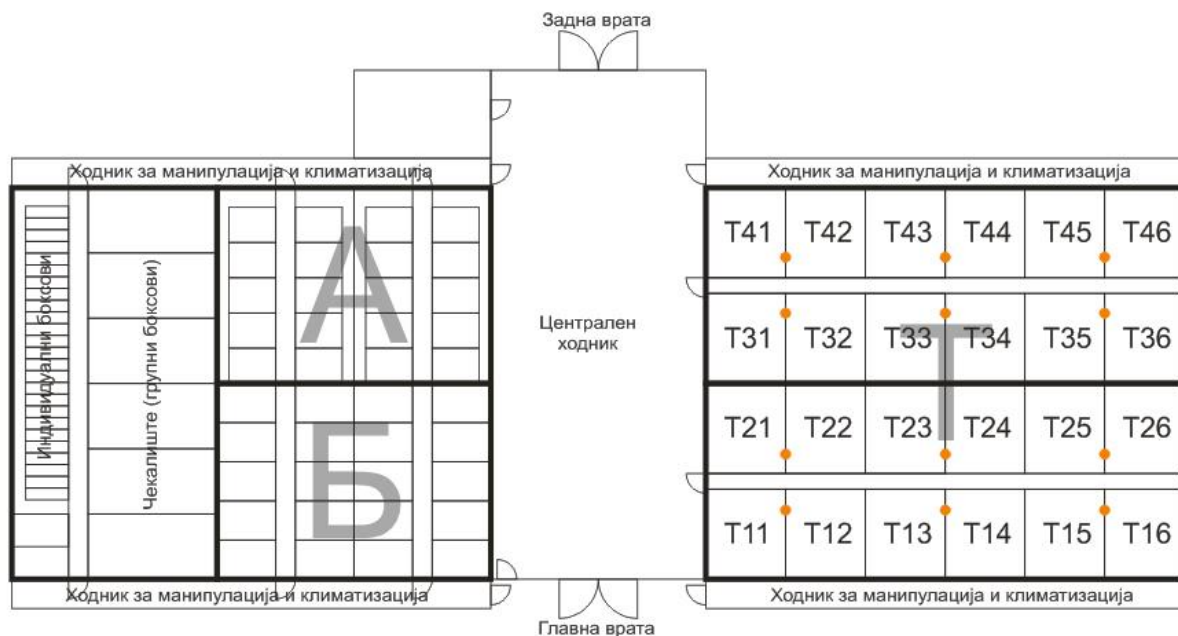 Задна врата
Ходник за манипулација и климатизација
Ходник за манипулација и климатизација
Индивидуални боксови
Чекалиште (групни боксови)
А
Б
Централен
ходник
Т
Т41 Т42 Т43 Т44 Т45 Т46
Т31 Т32 Т33 Т34 Т35 Т36
Т21 Т22 Т23 Т24 Т25 Т26
Т11 Т12 Т13 Т14 Т15 Т16
Ходник за манипулација и климатизација
Ходник за манипулација и климатизација
Главна врата